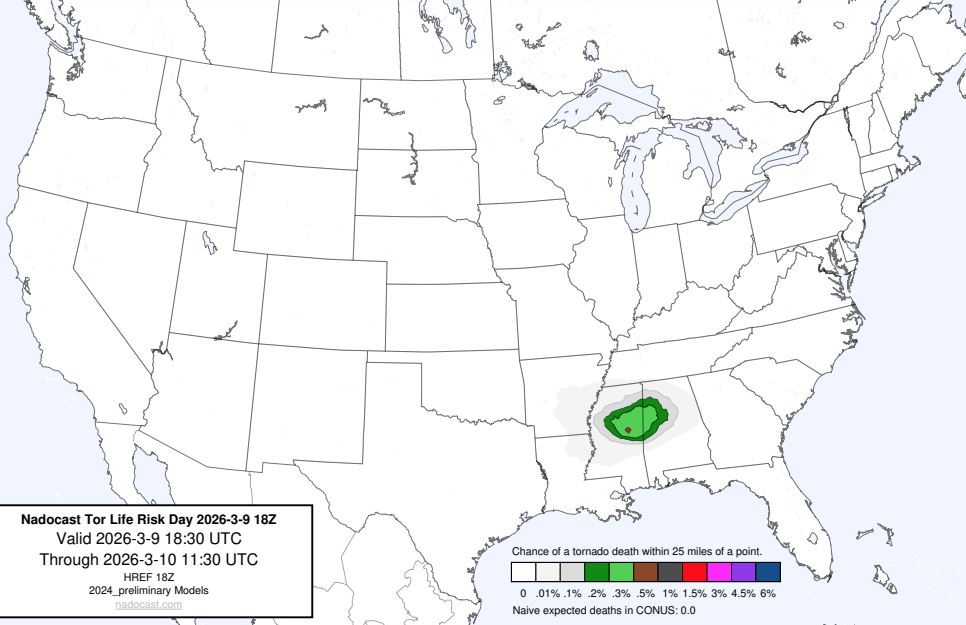 Nadocast Tor Life Risk Day 2026-3-9 18Z
Valid 2026-3-9 18:30 UTC
Through 2026-3-10 11:30 UTC
HREF 18Z
2024_preliminary Models
nadocast.com
Chance of a tornado death within 25 miles of a point.
0 .01% .1% .2% .3% .5% 1% 1.5% 3% 4.5% 6%
Naive expected deaths in CONUS: 0.0